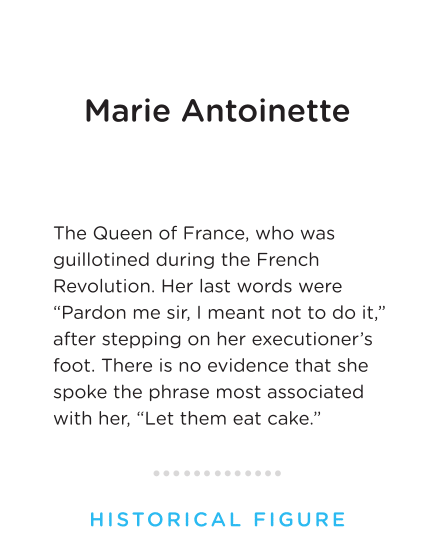 Marie Antoinette
The Queen of France, who was
guillotined during the French
Revolution. Her last words were
“Pardon me sir, I meant not to do it,”
after stepping on her executioner’s
foot. There is no evidence that she
spoke the phrase most associated
with her, “Let them eat cake.”
HISTORICAL FIGURE